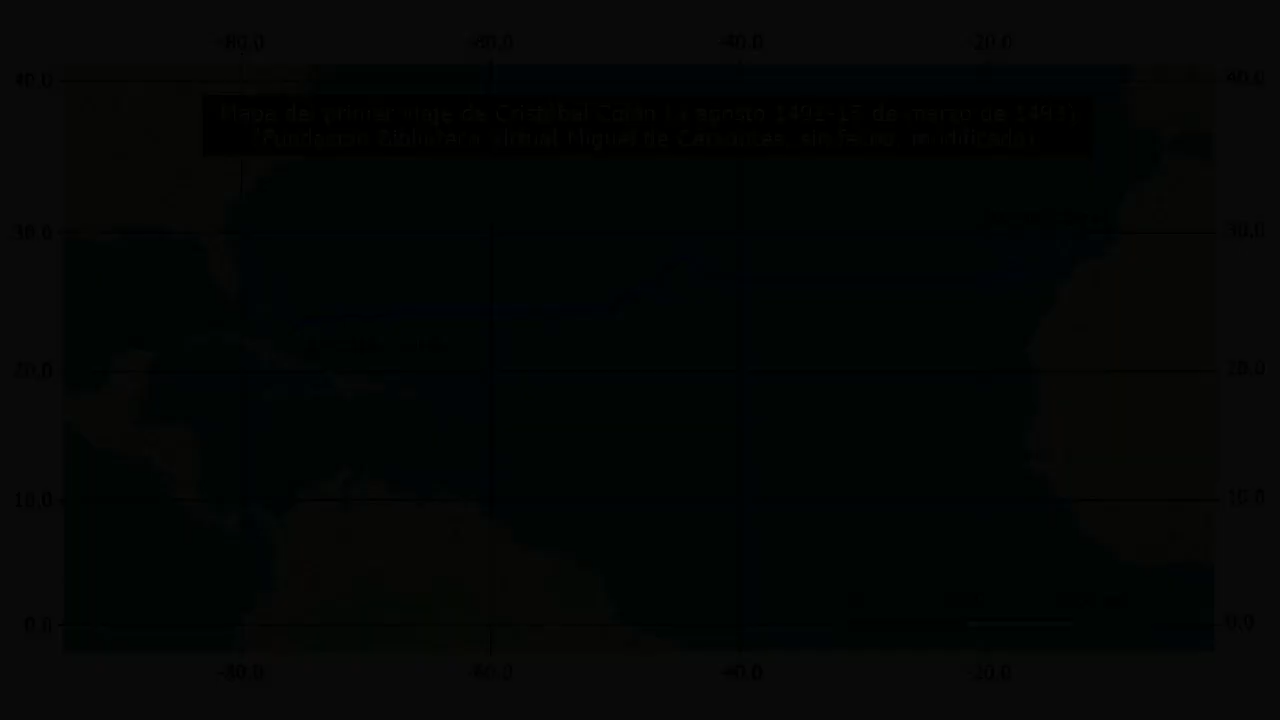 -80.0 -60.0 -40.0 -20.0
40.0 40.0
Mapa del primer viaje de Cristóbal Colón (3 agosto 1492-15 de marzo de 1493)
(Fundación Biblioteca Virtual Miguel de Cervantes, sin fecha, modificado)
30.0 30.0
20.0 20.0
10.0 10.0
0.0 0.0
-80.0 -60.0 -40.0 -20.0